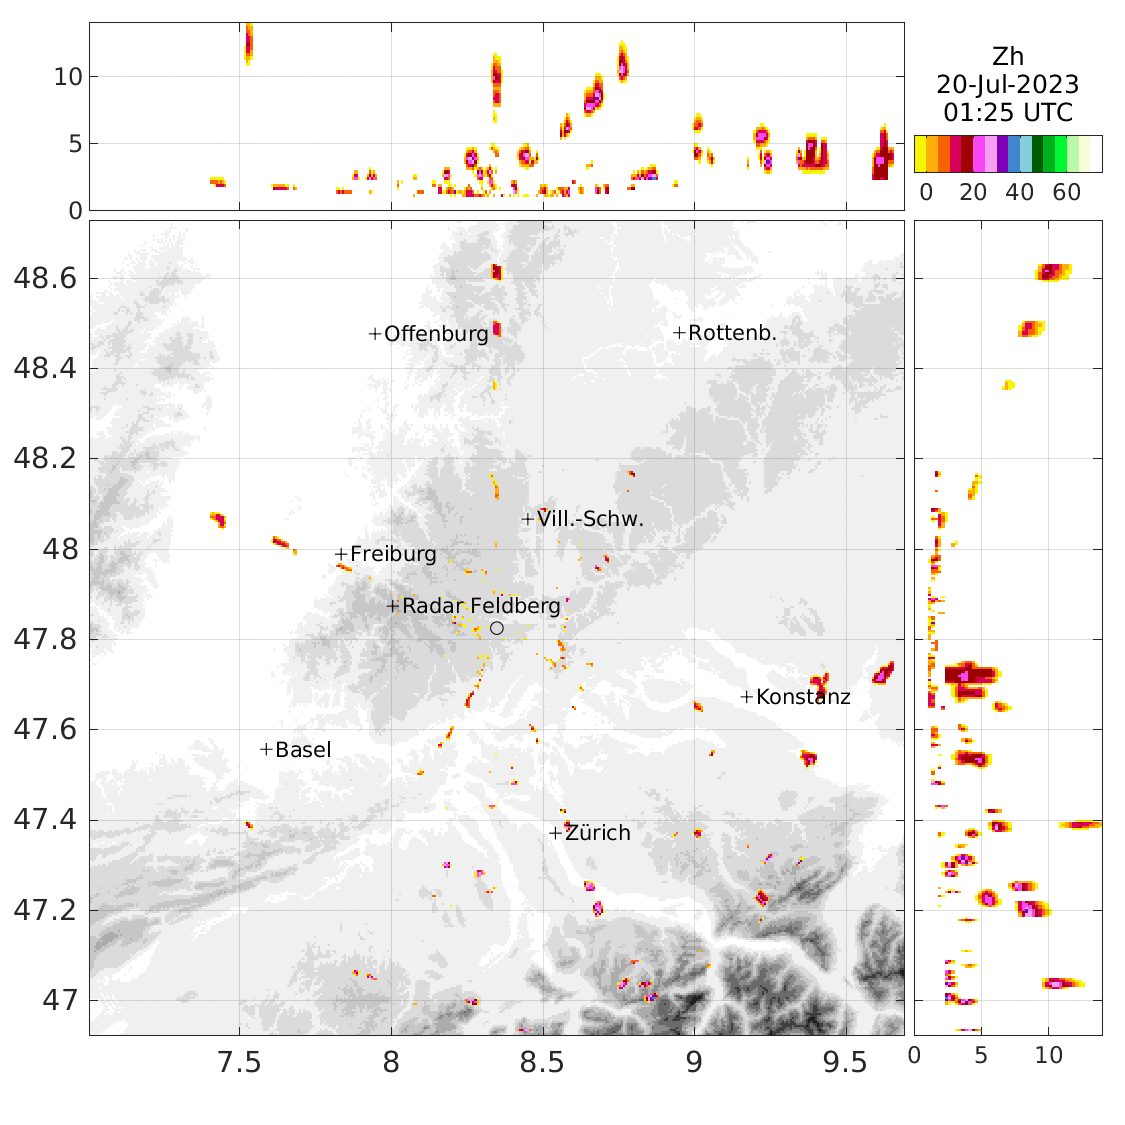 10
5
0
Zh
20-Jul-2023
01:25 UTC
0 20 40 60
48.6
48.4
48.2
48
47.8
47.6
47.4
47.2
47
+Offenburg
+Rottenb.
+Vill.-Schw.
+Freiburg
+Radar Feldberg
+Konstanz
+Basel
+Zürich
7.5 8 8.5 9 9.5
0 5 10